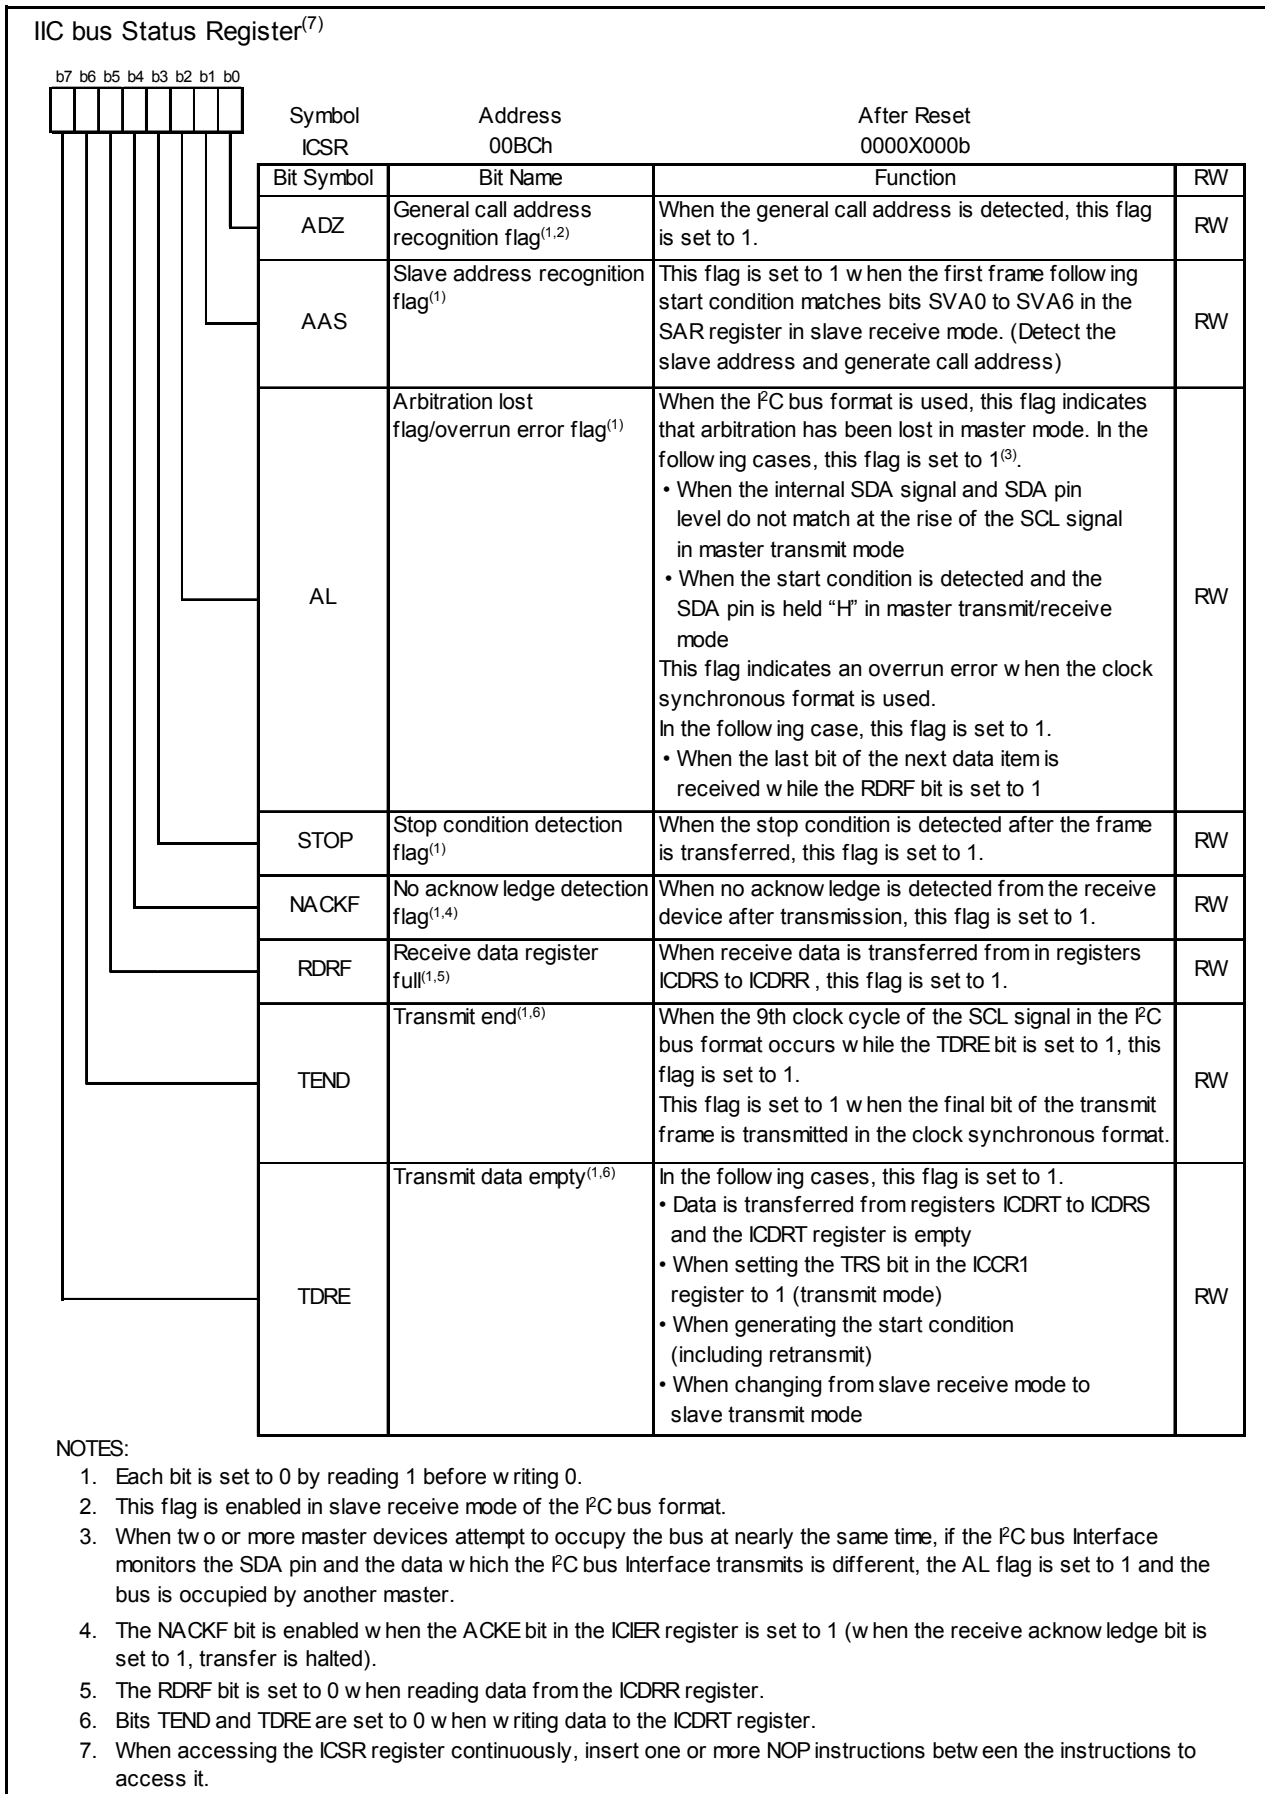 IIC bus Status Register(7)
b7 b6 b5 b4 b3 b2 b1 b0
Symbol Address After Reset
ICSR 00BCh 0000X000b
Bit Symbol Bit Name Function RW
ADZ
General call address
recognition flag(1,2)
When the general call address is detected, this flag
is set to 1.
RW
AAS
Slave address recognition
flag(1)
This flag is set to 1 when the first frame following
start condition matches bits SVA0 to SVA6 in the
SAR register in slave receive mode. (Detect the
slave address and generate call address)
RW
AL
Arbitration lost
flag/overrun error flag(1)
When the I2C bus format is used, this flag indicates
that arbitration has been lost in master mode. In the
following cases, this flag is set to 1(3).
• When the internal SDA signal and SDA pin
level do not match at the rise of the SCL signal
in master transmit mode
• When the start condition is detected and the
SDA pin is held “H” in master transmit/receive
mode
This flag indicates an overrun error when the clock
synchronous format is used.
In the following case, this flag is set to 1.
• When the last bit of the next data item is
received while the RDRF bit is set to 1
RW
STOP
Stop condition detection
flag(1)
When the stop condition is detected after the frame
is transferred, this flag is set to 1.
RW
NACKF
No acknowledge detection
flag(1,4)
When no acknowledge is detected from the receive
device after transmission, this flag is set to 1.
RW
RDRF
Receive data register
full(1,5)
When receive data is transferred from in registers
ICDRS to ICDRR , this flag is set to 1.
RW
TEND
Transmit end(1,6)
When the 9th clock cycle of the SCL signal in the I2C
bus format occurs while the TDRE bit is set to 1, this
flag is set to 1.
This flag is set to 1 when the final bit of the transmit
frame is transmitted in the clock synchronous format.
RW
TDRE
Transmit data empty(1,6)
In the following cases, this flag is set to 1.
• Data is transferred from registers ICDRT to ICDRS
and the ICDRT register is empty
• When setting the TRS bit in the ICCR1
register to 1 (transmit mode)
• When generating the start condition
(including retransmit)
• When changing from slave receive mode to
slave transmit mode
RW
NOTES:
1. Each bit is set to 0 by reading 1 before writing 0.
2. This flag is enabled in slave receive mode of the I2C bus format.
3. When two or more master devices attempt to occupy the bus at nearly the same time, if the I2C bus Interface
monitors the SDA pin and the data which the I2C bus Interface transmits is different, the AL flag is set to 1 and the
bus is occupied by another master.
4. The NACKF bit is enabled when the ACKE bit in the ICIER register is set to 1 (when the receive acknowledge bit is
set to 1, transfer is halted).
5. The RDRF bit is set to 0 when reading data from the ICDRR register.
6. Bits TEND and TDRE are set to 0 when writing data to the ICDRT register.
7. When accessing the ICSR register continuously, insert one or more NOP instructions between the instructions to
access it.